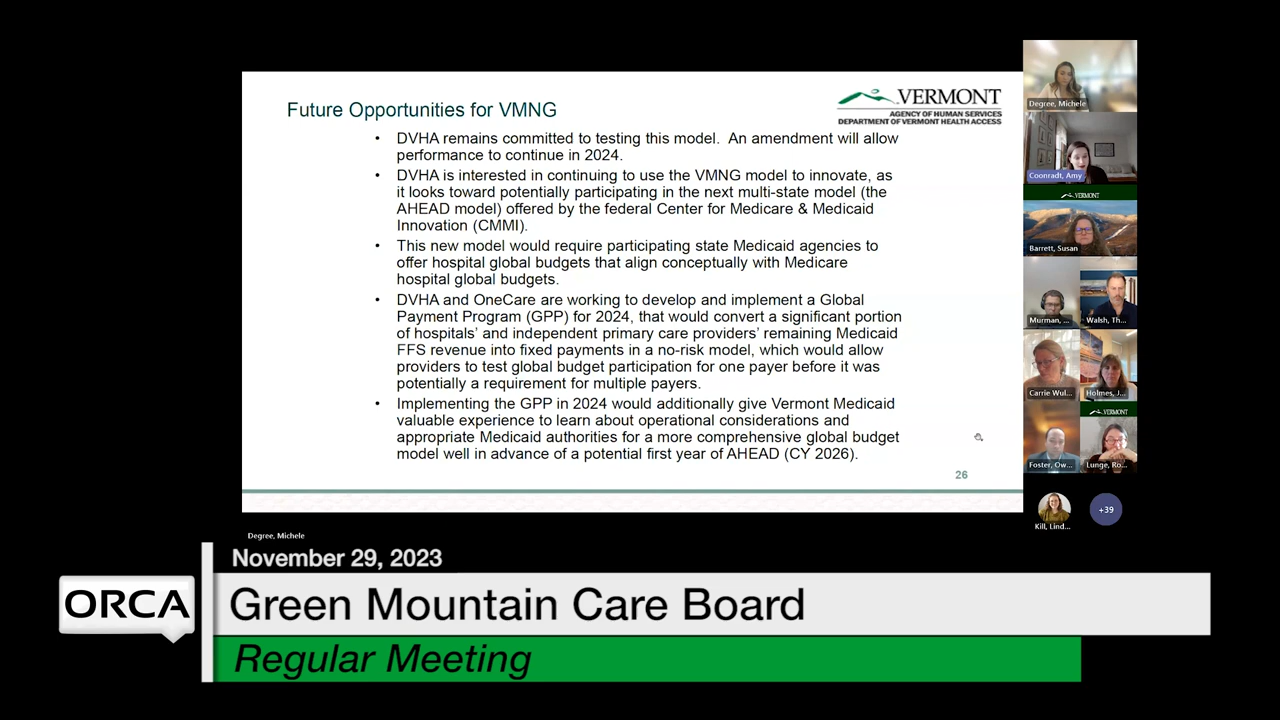 Future Opportunities for VMNG
VERMONT
AGENCY OF HUMAN SERVICES
DEPARTMENT OF VERMONT HEALTH ACCESS
• DVHA remains committed to testing this model. An amendment will allow
performance to continue in 2024.
• DVHA is interested in continuing to use the VMNG model to innovate, as
it looks toward potentially participating in the next multi-state model (the
AHEAD model) offered by the federal Center for Medicare & Medicaid
Innovation (CMMI).
• This new model would require participating state Medicaid agencies to
offer hospital global budgets that align conceptually with Medicare
hospital global budgets.
• DVHA and OneCare are working to develop and implement a Global
Payment Program (GPP) for 2024, that would convert a significant portion
of hospitals' and independent primary care providers' remaining Medicaid
FFS revenue into fixed payments in a no-risk model, which would allow
providers to test global budget participation for one payer before it was
potentially a requirement for multiple payers.
• Implementing the GPP in 2024 would additionally give Vermont Medicaid
valuable experience to learn about operational considerations and
appropriate Medicaid authorities for a more comprehensive global budget
model well in advance of a potential first year of AHEAD (CY 2026).
26
Degree, Michele
Coonradt, Amy
VERMONT
Barrett, Susan
Murman, ...
Walsh, Th...
Carrie Wul...
Holmes, J...
VERMONT
Foster, Ow...
Lunge, Ro...
Kill, Lind...
+39
Degree, Michele
November 29, 2023
ORCA
Green Mountain Care Board
Regular Meeting